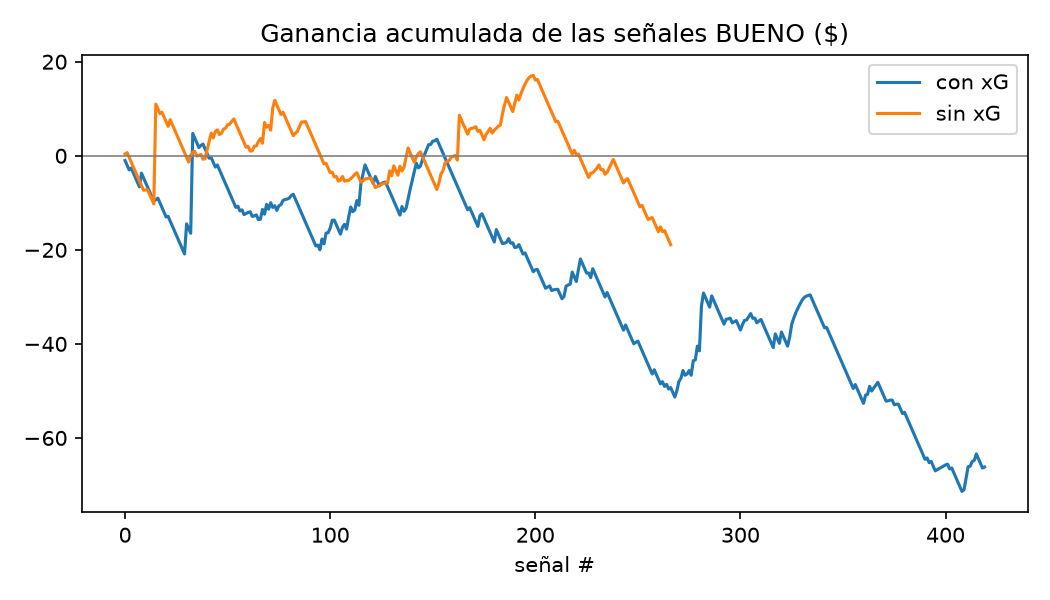 Ganancia acumulada de las señales BUENO ($)
con xG
sin xG
20
0
−20
−40
−60
0 100 200 300 400
señal #